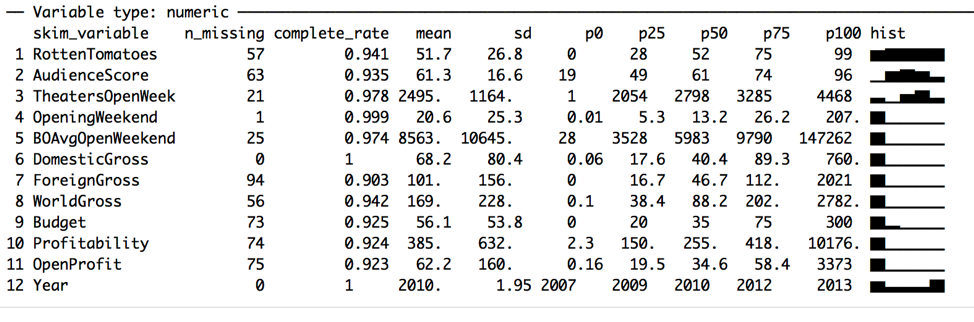 ── Variable type: numeric ──────────────────────────────────────────
skim_variable n_missing complete_rate mean sd p0 p25 p50 p75 p100 hist
1 RottenTomatoes 57 0.941 51.7 26.8 0 28 52 75 99
2 AudienceScore 63 0.935 61.3 16.6 19 49 61 74 96
3 TheatersOpenWeek 21 0.978 2495. 1164. 1 2054 2798 3285 4468
4 OpeningWeekend 1 0.999 20.6 25.3 0.01 5.3 13.2 26.2 207.
5 BOAvgOpenWeekend 25 0.974 8563. 10645. 28 3528 5983 9790 147262
6 DomesticGross 0 1 68.2 80.4 0.06 17.6 40.4 89.3 760.
7 ForeignGross 94 0.903 101. 156. 0 16.7 46.7 112. 2021
8 WorldGross 56 0.942 169. 228. 0.1 38.4 88.2 202. 2782.
9 Budget 73 0.925 56.1 53.8 0 20 35 75 300
10 Profitability 74 0.924 385. 632. 2.3 150. 255. 418. 10176.
11 OpenProfit 75 0.923 62.2 160. 0.16 19.5 34.6 58.4 3373
12 Year 0 1 2010. 1.95 2007 2009 2010 2012 2013